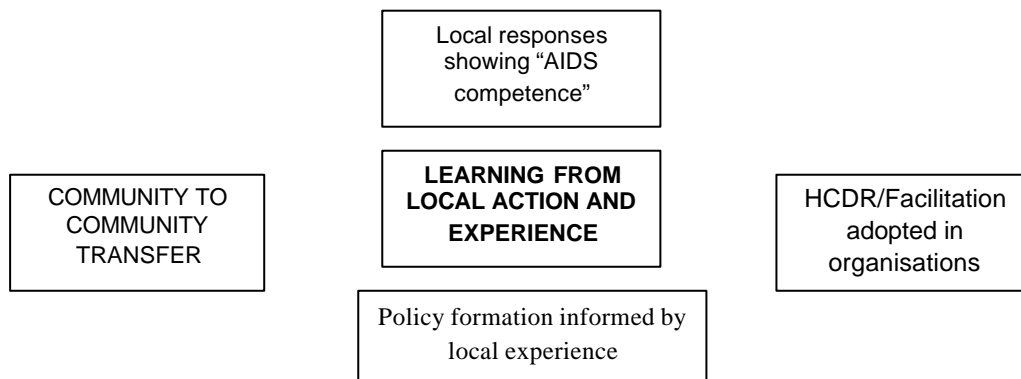 Local responses
showing “AIDS
competence”
COMMUNITY TO
COMMUNITY
TRANSFER
LEARNING FROM
LOCAL ACTION AND
EXPERIENCE
HCDR/Facilitation
adopted in
organisations
Policy formation informed by
local experience